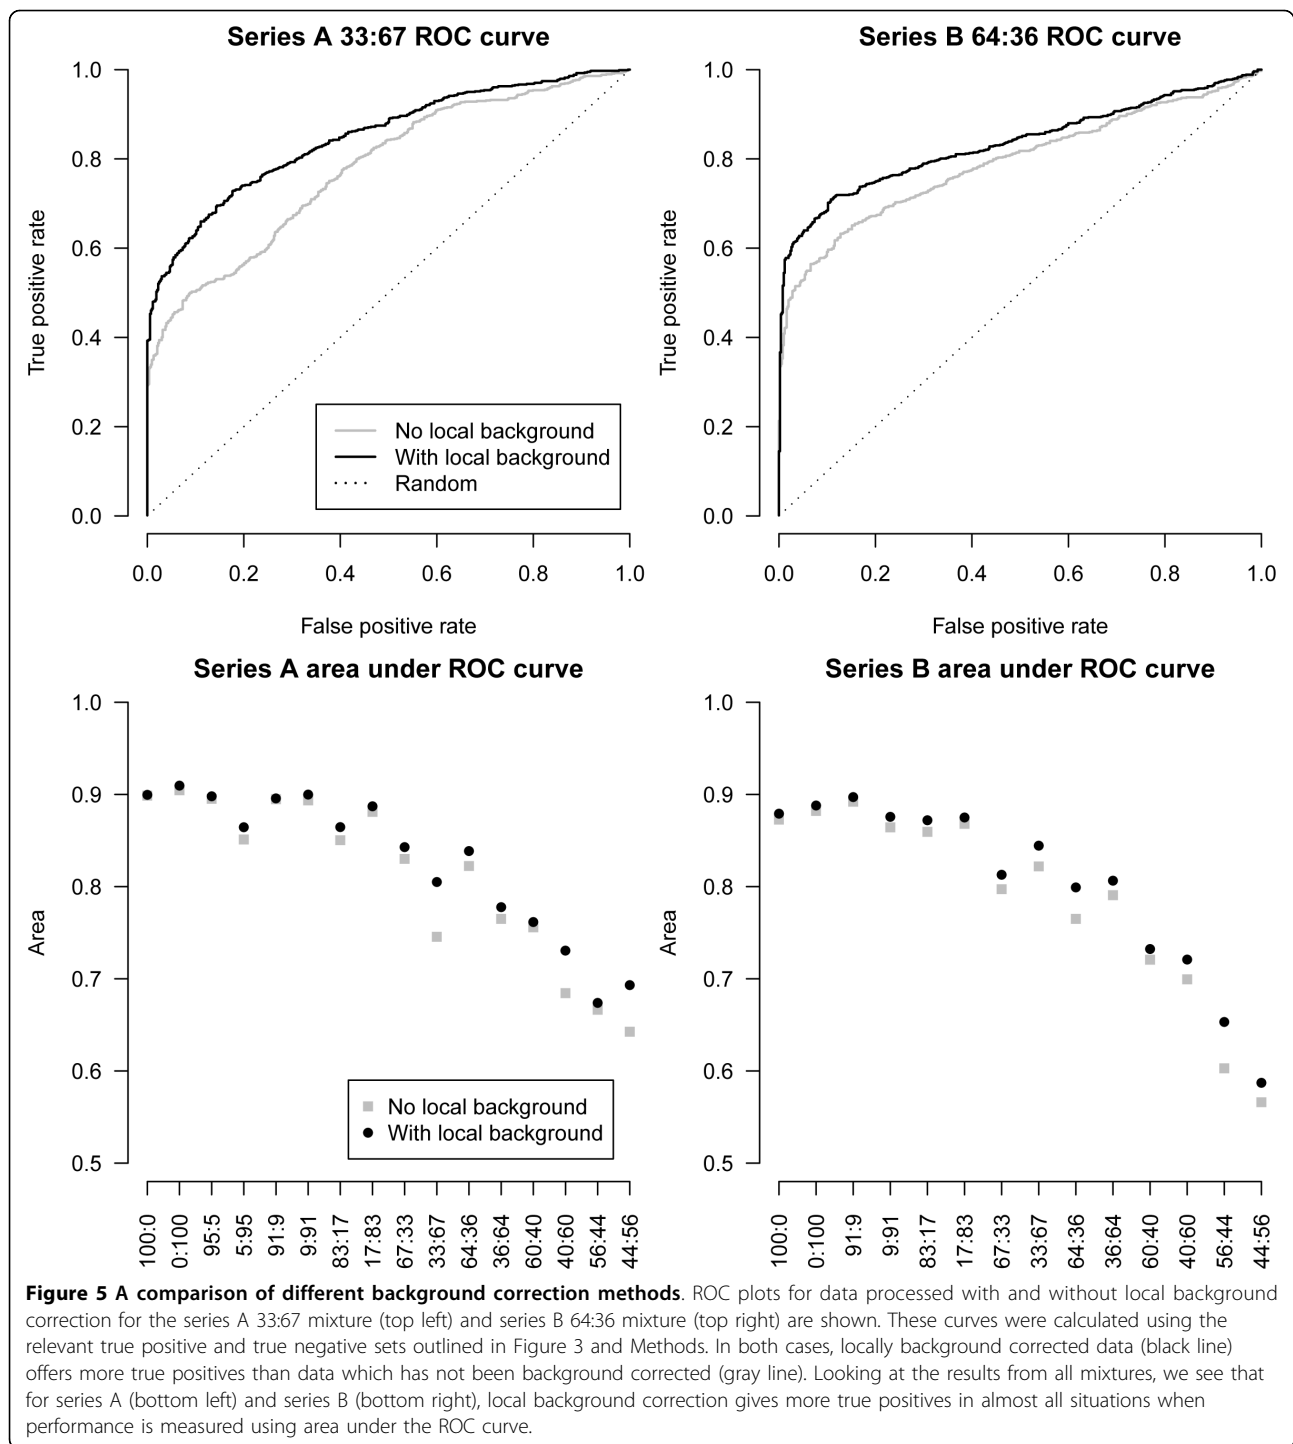 Series A 33:67 ROC curve
1.0
0.8
0.6
0.4
0.2
0.0
True positive rate
No local background
With local background
Random
0.0 0.2 0.4 0.6 0.8 1.0
False positive rate
Series B 64:36 ROC curve
1.0
0.8
0.6
0.4
0.2
0.0
True positive rate
0.0 0.2 0.4 0.6 0.8 1.0
False positive rate
Series A area under ROC curve
1.0
0.9
0.8
0.7
0.6
0.5
Area
No local background
With local background
100:0 0:100 95:5 5:95 91:9 9:91 83:17 17:83 67:33 33:67 64:36 36:64 60:40 40:60 56:44 44:56
Series B area under ROC curve
1.0
0.9
0.8
0.7
0.6
0.5
Area
100:0 0:100 91:9 9:91 83:17 17:83 67:33 33:67 64:36 36:64 60:40 40:60 56:44 44:56
Figure 5 A comparison of different background correction methods. ROC plots for data processed with and without local background
correction for the series A 33:67 mixture (top left) and series B 64:36 mixture (top right) are shown. These curves were calculated using the
relevant true positive and true negative sets outlined in Figure 3 and Methods. In both cases, locally background corrected data (black line)
offers more true positives than data which has not been background corrected (gray line). Looking at the results from all mixtures, we see that
for series A (bottom left) and series B (bottom right), local background correction gives more true positives in almost all situations when
performance is measured using area under the ROC curve.